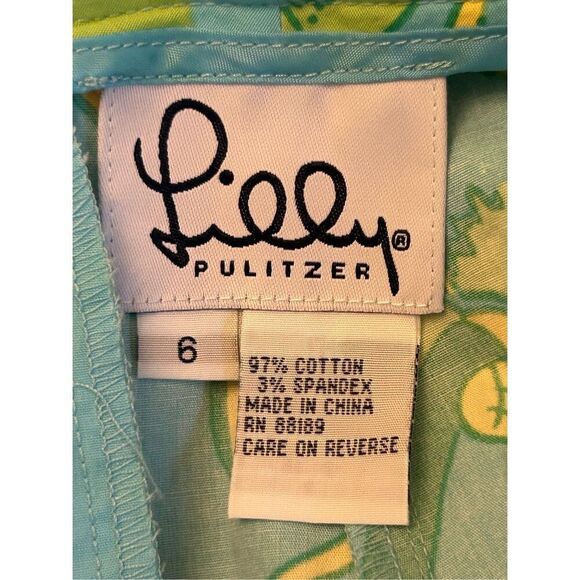 Lilly®
PULITZER
6
97% COTTON
3% SPANDEX
MADE IN CHINA
RN 88189
CARE ON REVERSE